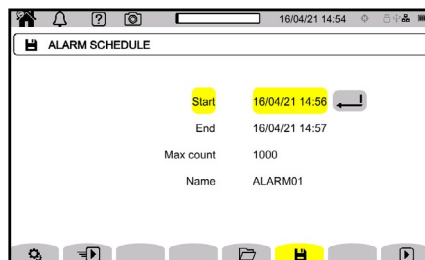 16/04/21 14:54
ALARM SCHEDULE
Start 16/04/21 14:56
End 16/04/21 14:57
Max count 1000
Name ALARM01